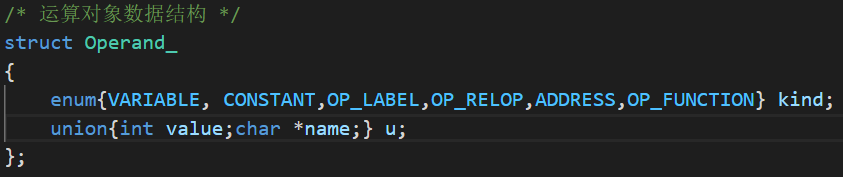 /* 运算对象数据结构 */
struct Operand_
{
    enum{VARIABLE, CONSTANT,OP_LABEL,OP_RELOP,ADDRESS,OP_FUNCTION} kind;
    union{int value;char *name;} u;
};